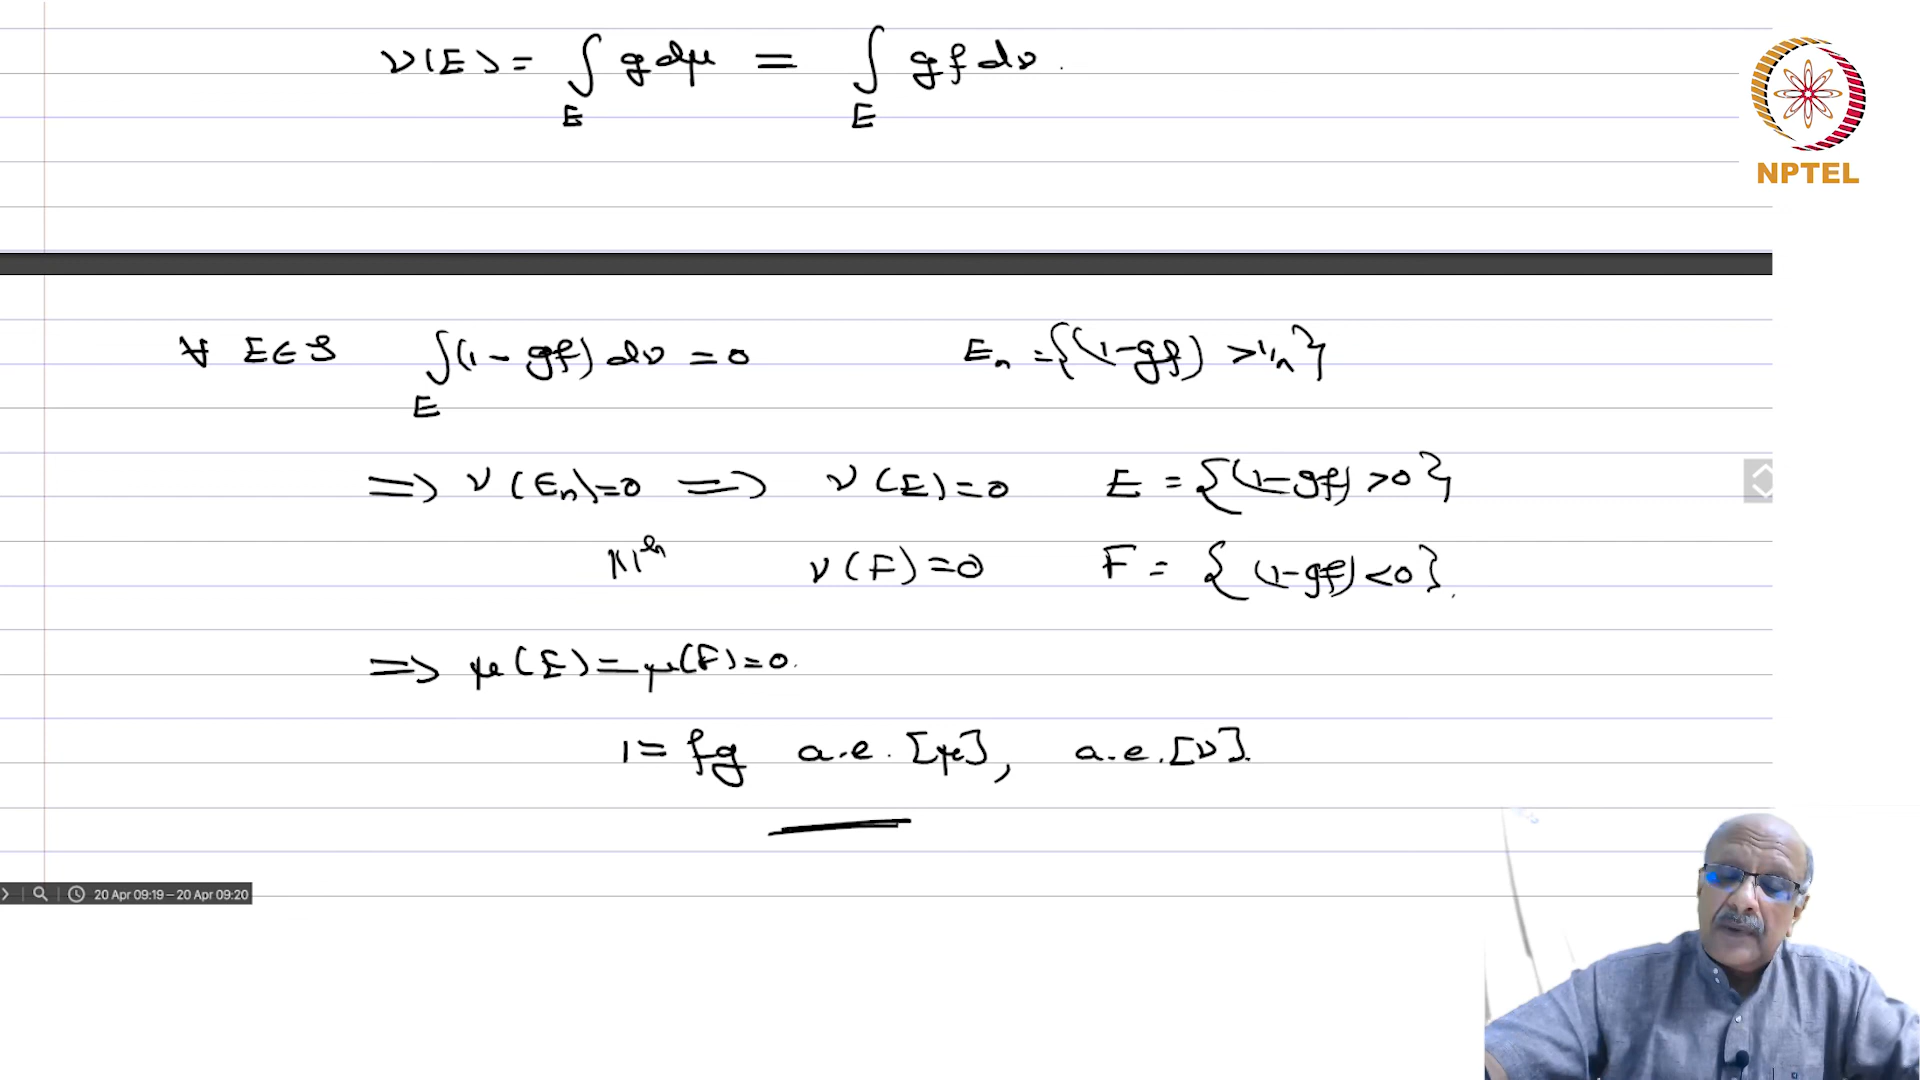 ν(E) = ∫_E g dμ = ∫_E gf dν.
NPTEL
∀ E ∈ S ∫_E (1 - gf) dν = 0 E_n = {(1-gf) > 1/n}
⟹ ν(E_n) = 0 ⟹ ν(E) = 0 E = {(1-gf) > 0}
|||ly ν(F) = 0 F = {(1-gf) < 0}.
⟹ μ(E) = μ(F) = 0.
1 = fg a.e. [μ], a.e. [ν].
20 Apr 09:19 – 20 Apr 09:20